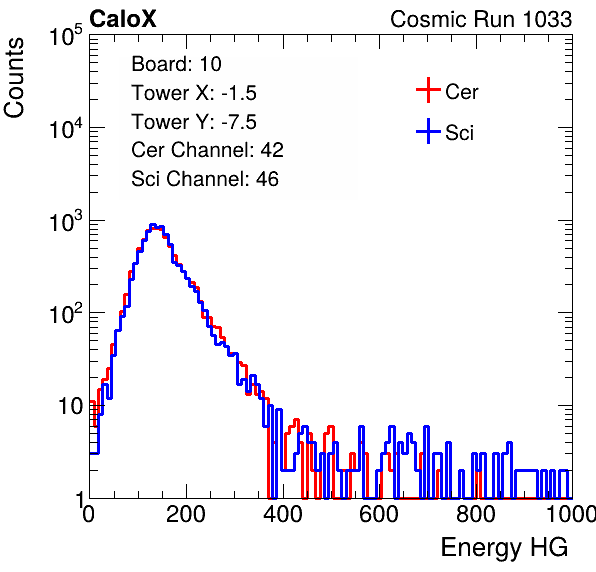 CaloX Cosmic Run 1033
Counts
10^5
10^4
10^3
10^2
10
1
Board: 10
Tower X: -1.5
Tower Y: -7.5
Cer Channel: 42
Sci Channel: 46
Cer
Sci
0 200 400 600 800 1000
Energy HG